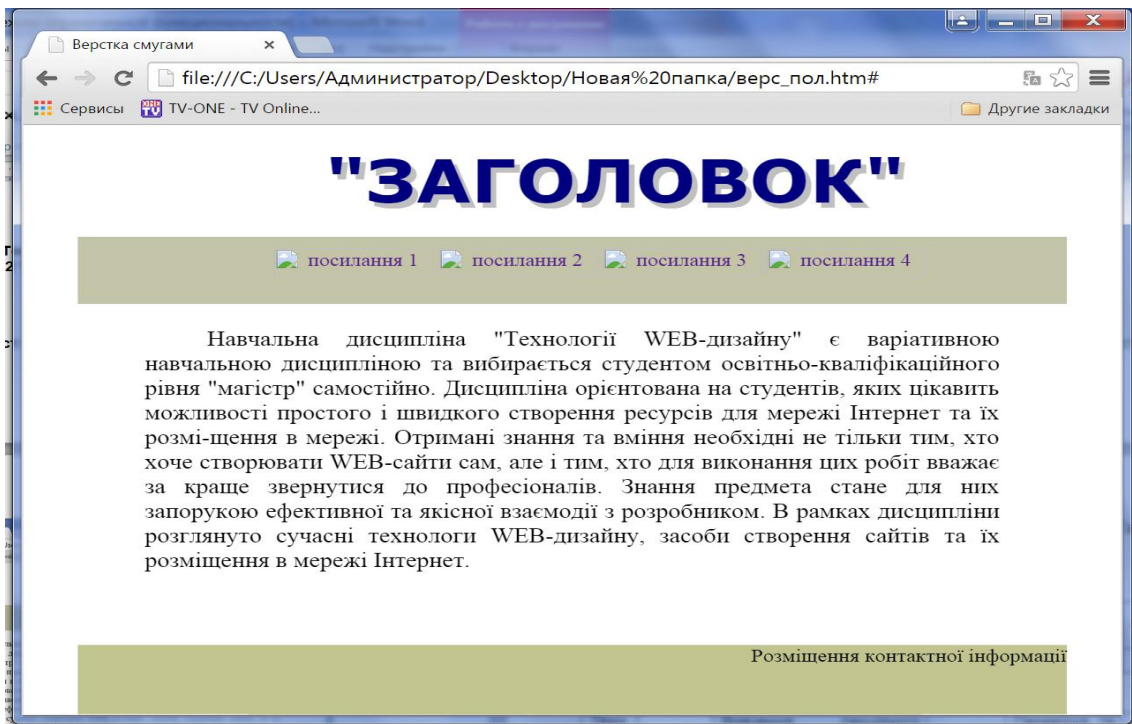 Верстка смугами
file:///C:/Users/Администратор/Desktop/Новая%20папка/верс_пол.htm#
Сервисы TV-ONE - TV Online... Другие закладки
"ЗАГОЛОВОК"
посилання 1 посилання 2 посилання 3 посилання 4
Навчальна дисципліна "Технології WEB-дизайну" є варіативною
навчальною дисципліною та вибирається студентом освітньо-кваліфікаційного
рівня "магістр" самостійно. Дисципліна орієнтована на студентів, яких цікавить
можливості простого і швидкого створення ресурсів для мережі Інтернет та їх
розмі-щення в мережі. Отримані знання та вміння необхідні не тільки тим, хто
хоче створювати WEB-сайти сам, але і тим, хто для виконання цих робіт вважає
за краще звернутися до професіоналів. Знання предмета стане для них
запорукою ефективної та якісної взаємодії з розробником. В рамках дисципліни
розглянуто сучасні технологи WEB-дизайну, засоби створення сайтів та їх
розміщення в мережі Інтернет.
Розміщення контактної інформації